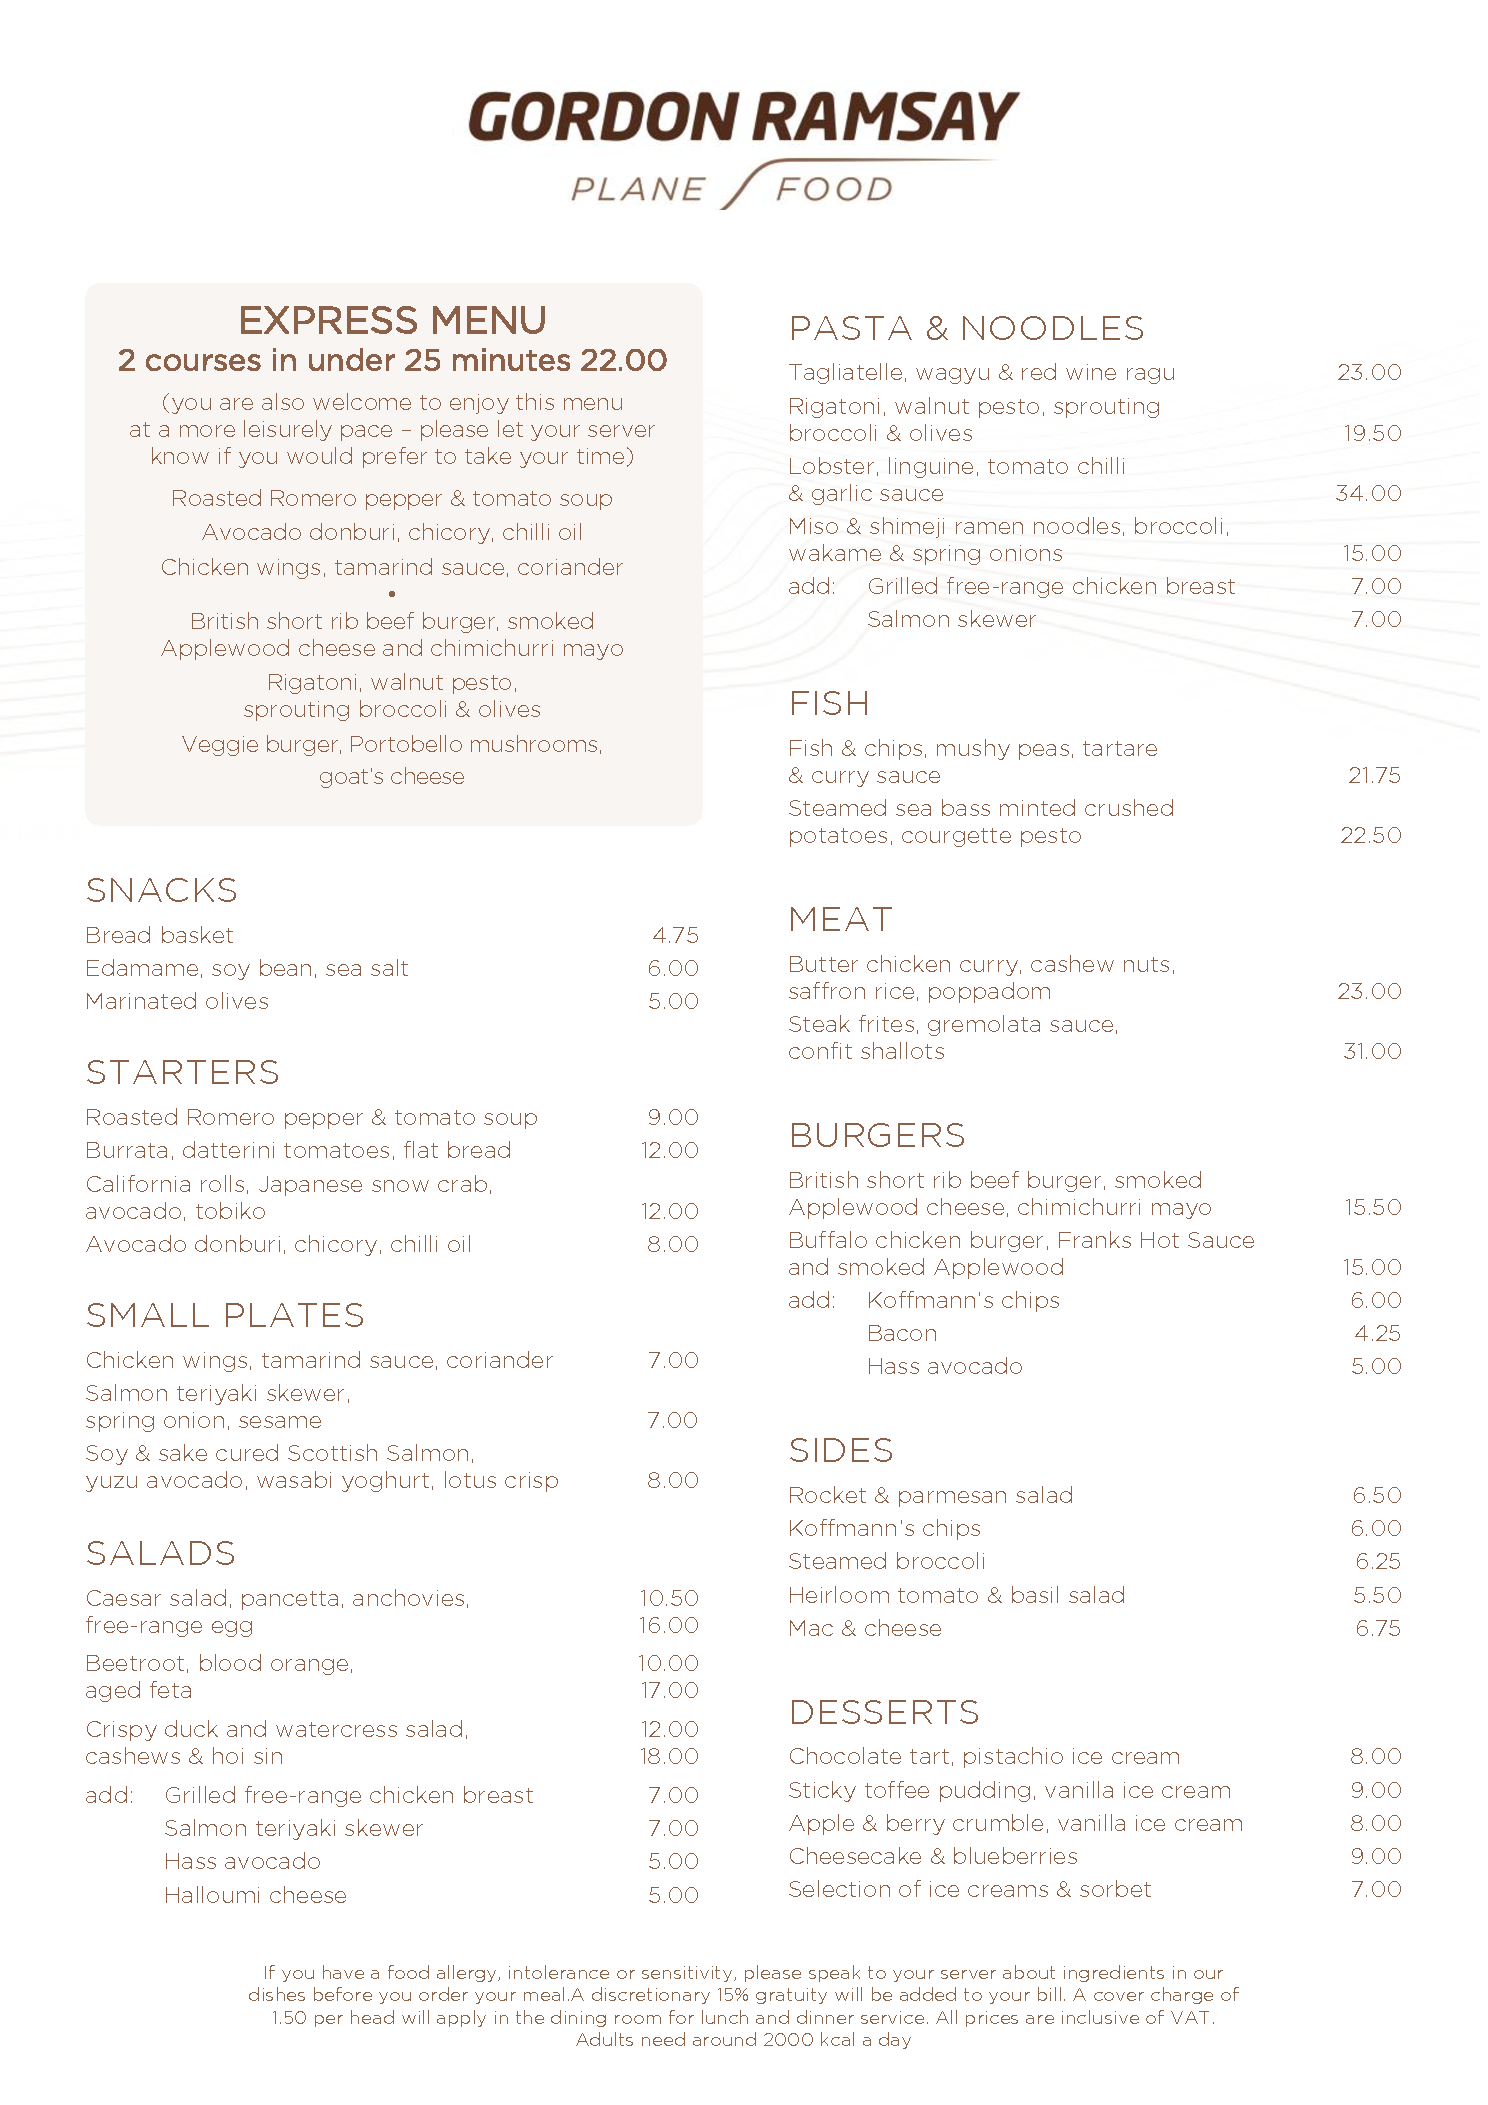 GORDON RAMSAY
PLANE FOOD
EXPRESS MENU
2 courses in under 25 minutes 22.00
(you are also welcome to enjoy this menu
at a more leisurely pace – please let your server
know if you would prefer to take your time)
Roasted Romero pepper & tomato soup
Avocado donburi, chicory, chilli oil
Chicken wings, tamarind sauce, coriander
•
British short rib beef burger, smoked
Applewood cheese and chimichurri mayo
Rigatoni, walnut pesto,
sprouting broccoli & olives
Veggie burger, Portobello mushrooms,
goat's cheese
SNACKS
Bread basket 4.75
Edamame, soy bean, sea salt 6.00
Marinated olives 5.00
STARTERS
Roasted Romero pepper & tomato soup 9.00
Burrata, datterini tomatoes, flat bread 12.00
California rolls, Japanese snow crab,
avocado, tobiko 12.00
Avocado donburi, chicory, chilli oil 8.00
SMALL PLATES
Chicken wings, tamarind sauce, coriander 7.00
Salmon teriyaki skewer,
spring onion, sesame 7.00
Soy & sake cured Scottish Salmon,
yuzu avocado, wasabi yoghurt, lotus crisp 8.00
SALADS
Caesar salad, pancetta, anchovies, 10.50
free-range egg 16.00
Beetroot, blood orange, 10.00
aged feta 17.00
Crispy duck and watercress salad, 12.00
cashews & hoi sin 18.00
add: Grilled free-range chicken breast 7.00
Salmon teriyaki skewer 7.00
Hass avocado 5.00
Halloumi cheese 5.00
PASTA & NOODLES
Tagliatelle, wagyu & red wine ragu 23.00
Rigatoni, walnut pesto, sprouting
broccoli & olives 19.50
Lobster, linguine, tomato chilli
& garlic sauce 34.00
Miso & shimeji ramen noodles, broccoli,
wakame & spring onions 15.00
add: Grilled free-range chicken breast 7.00
Salmon skewer 7.00
FISH
Fish & chips, mushy peas, tartare
& curry sauce 21.75
Steamed sea bass minted crushed
potatoes, courgette pesto 22.50
MEAT
Butter chicken curry, cashew nuts,
saffron rice, poppadom 23.00
Steak frites, gremolata sauce,
confit shallots 31.00
BURGERS
British short rib beef burger, smoked
Applewood cheese, chimichurri mayo 15.50
Buffalo chicken burger, Franks Hot Sauce
and smoked Applewood 15.00
add: Koffmann's chips 6.00
Bacon 4.25
Hass avocado 5.00
SIDES
Rocket & parmesan salad 6.50
Koffmann's chips 6.00
Steamed broccoli 6.25
Heirloom tomato & basil salad 5.50
Mac & cheese 6.75
DESSERTS
Chocolate tart, pistachio ice cream 8.00
Sticky toffee pudding, vanilla ice cream 9.00
Apple & berry crumble, vanilla ice cream 8.00
Cheesecake & blueberries 9.00
Selection of ice creams & sorbet 7.00
If you have a food allergy, intolerance or sensitivity, please speak to your server about ingredients in our
dishes before you order your meal.A discretionary 15% gratuity will be added to your bill. A cover charge of
1.50 per head will apply in the dining room for lunch and dinner service. All prices are inclusive of VAT.
Adults need around 2000 kcal a day